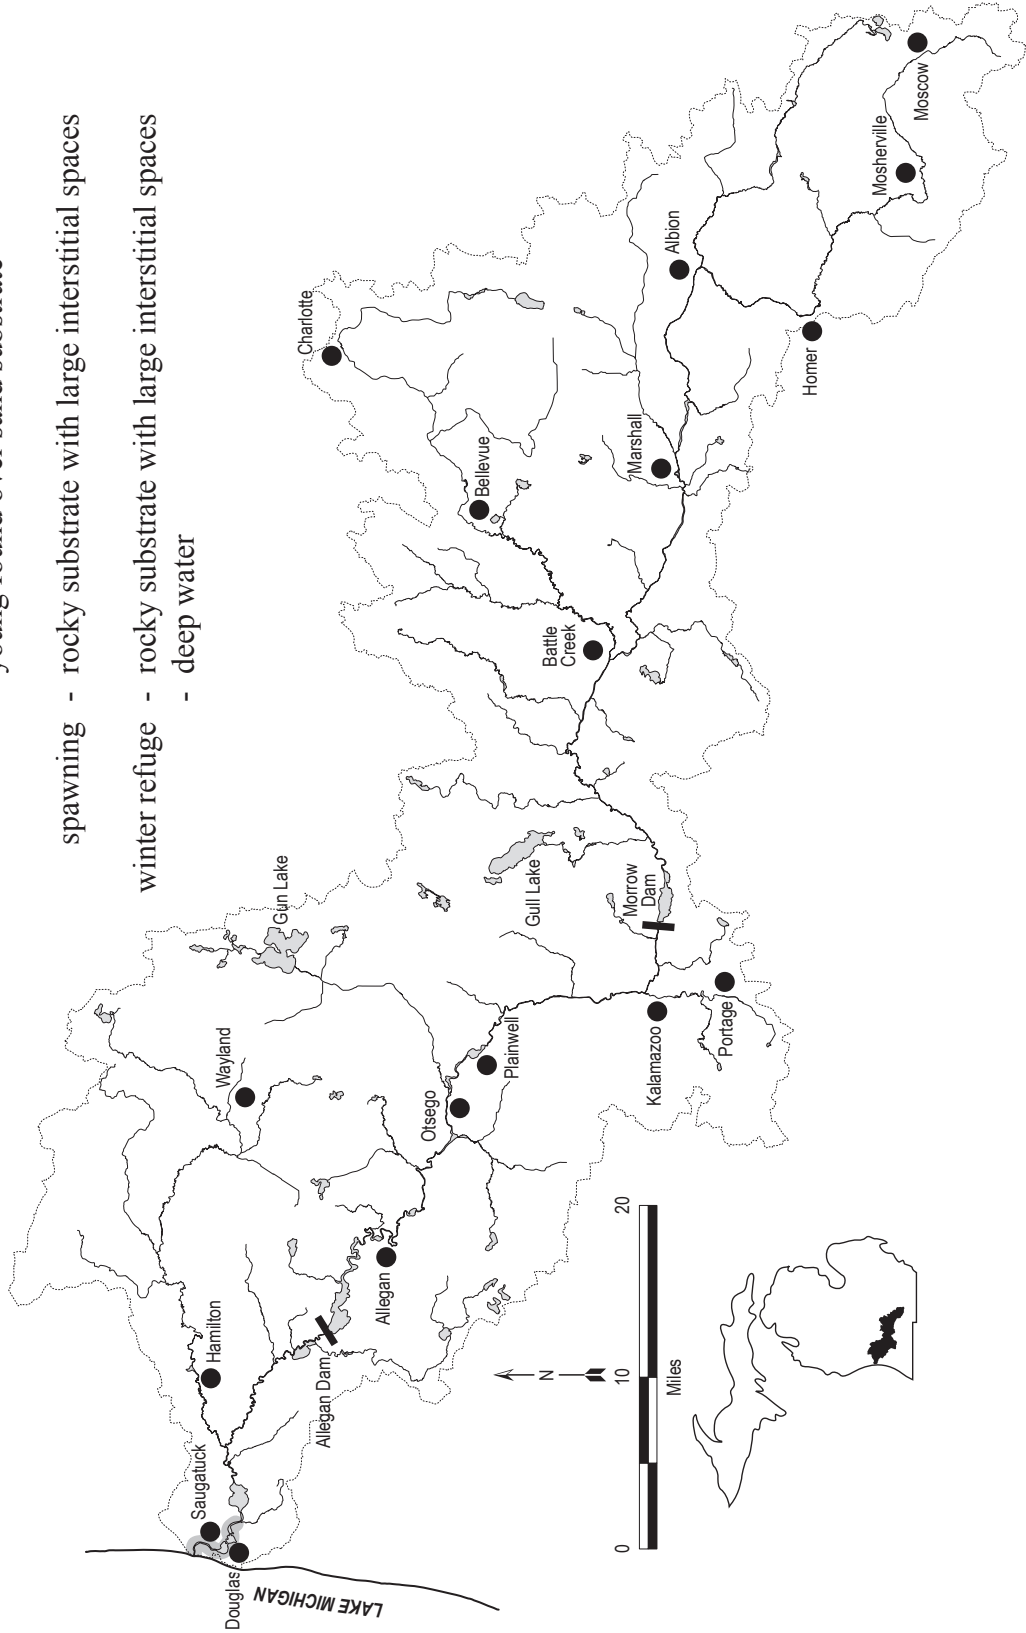 young found over sand substrate
spawning - rocky substrate with large interstitial spaces
winter refuge - rocky substrate with large interstitial spaces
- deep water
Charlotte
Bellevue
Battle
Creek
Marshall
Albion
Homer
Mosherville
Moscow
Gun Lake
Gull Lake
Morrow
Dam
Wayland
Otsego
Plainwell
Kalamazoo
Portage
Hamilton
Saugatuck
Douglas
Allegan Dam
Allegan
LAKE MICHIGAN
N
0
10
20
Miles